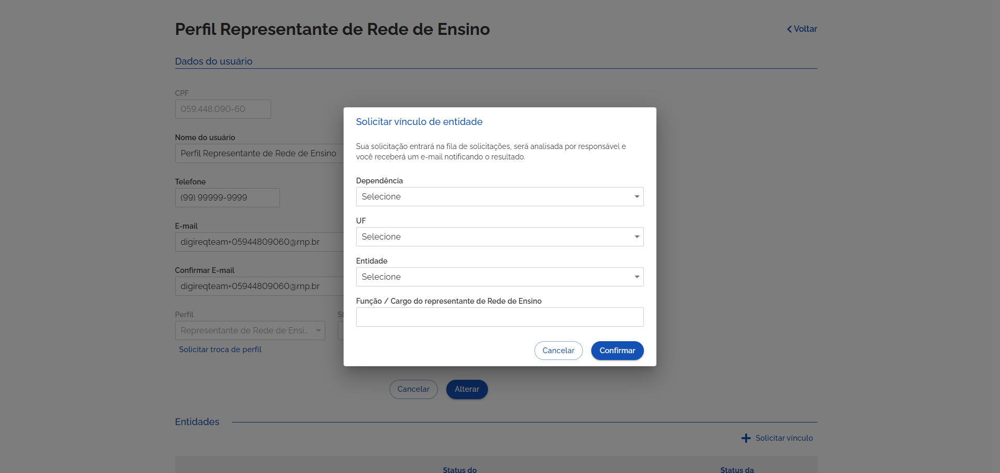 Perfil Representante de Rede de Ensino
Voltar
Dados do usuário
CPF
059.448.090-60
Nome do usuário
Perfil Representante de Rede de Ensino
Telefone
(99) 99999-9999
E-mail
digireqteam+05944809060@rnp.br
Confirmar E-mail
digireqteam+05944809060@rnp.br
Perfil
Representante de Rede de Ensi...
Solicitar troca de perfil
Solicitar vínculo de entidade
Sua solicitação entrará na fila de solicitações, será analisada por responsável e
você receberá um e-mail notificando o resultado.
Dependência
Selecione
UF
Selecione
Entidade
Selecione
Função / Cargo do representante de Rede de Ensino
Cancelar
Confirmar
Cancelar
Alterar
Entidades
Solicitar vínculo
Status do
Status da